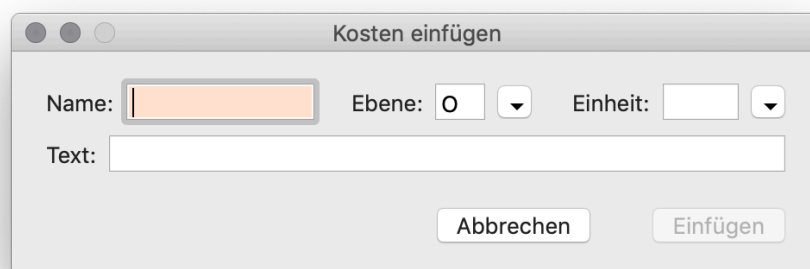 Kosten einfügen
Name: Ebene: O Einheit:
Text:
Abbrechen Einfügen